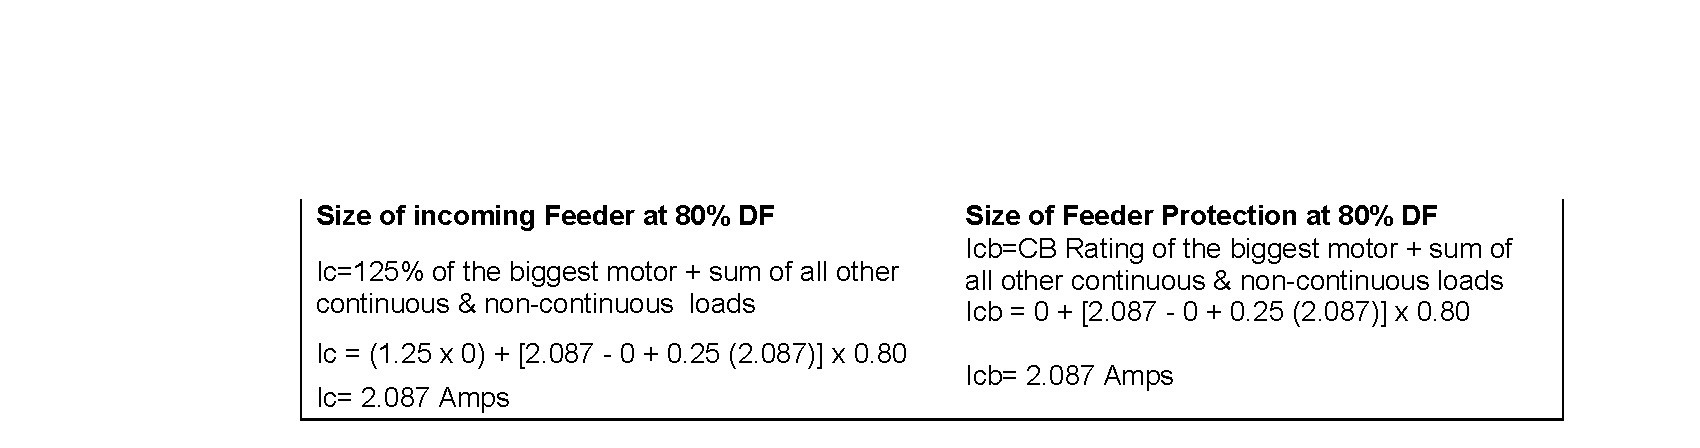 Size of incoming Feeder at 80% DF
Ic=125% of the biggest motor + sum of all other
continuous & non-continuous  loads
Ic = (1.25 x 0) + [2.087 - 0 + 0.25 (2.087)] x 0.80
Ic= 2.087 Amps
Size of Feeder Protection at 80% DF
Icb=CB Rating of the biggest motor + sum of
all other continuous & non-continuous loads
Icb = 0 + [2.087 - 0 + 0.25 (2.087)] x 0.80
Icb= 2.087 Amps